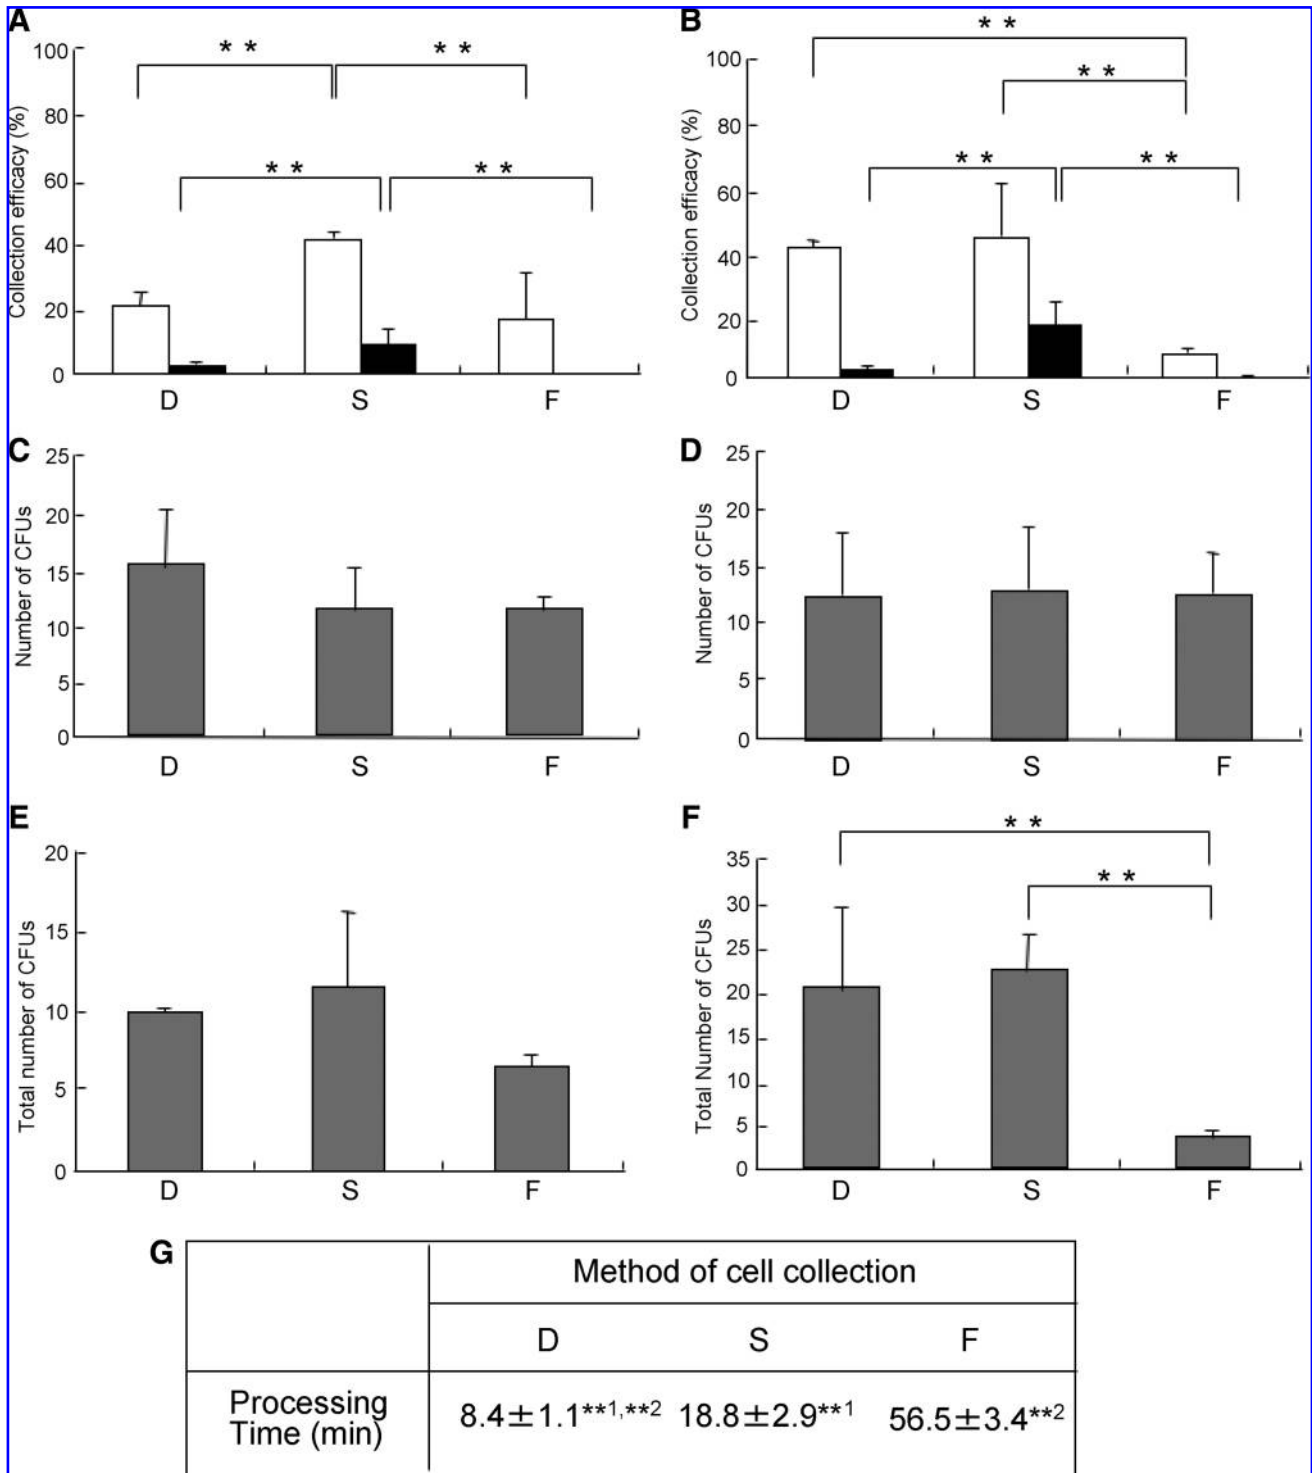 A
Collection efficacy (%)
100
80
60
40
20
0
* *
* *
* *
* *
D S F
B
Collection efficacy (%)
100
80
60
40
20
0
* *
* *
* *
* *
D S F
C
Number of CFUs
25
20
15
10
5
0
D S F
D
Number of CFUs
25
20
15
10
5
0
D S F
E
Total number of CFUs
20
15
10
5
0
D S F
F
Total Number of CFUs
35
30
25
20
15
10
5
0
* *
* *
D S F
G
Method of cell collection
D S F
Processing
Time (min)
8.4±1.1**1,**2 18.8±2.9**1 56.5±3.4**2